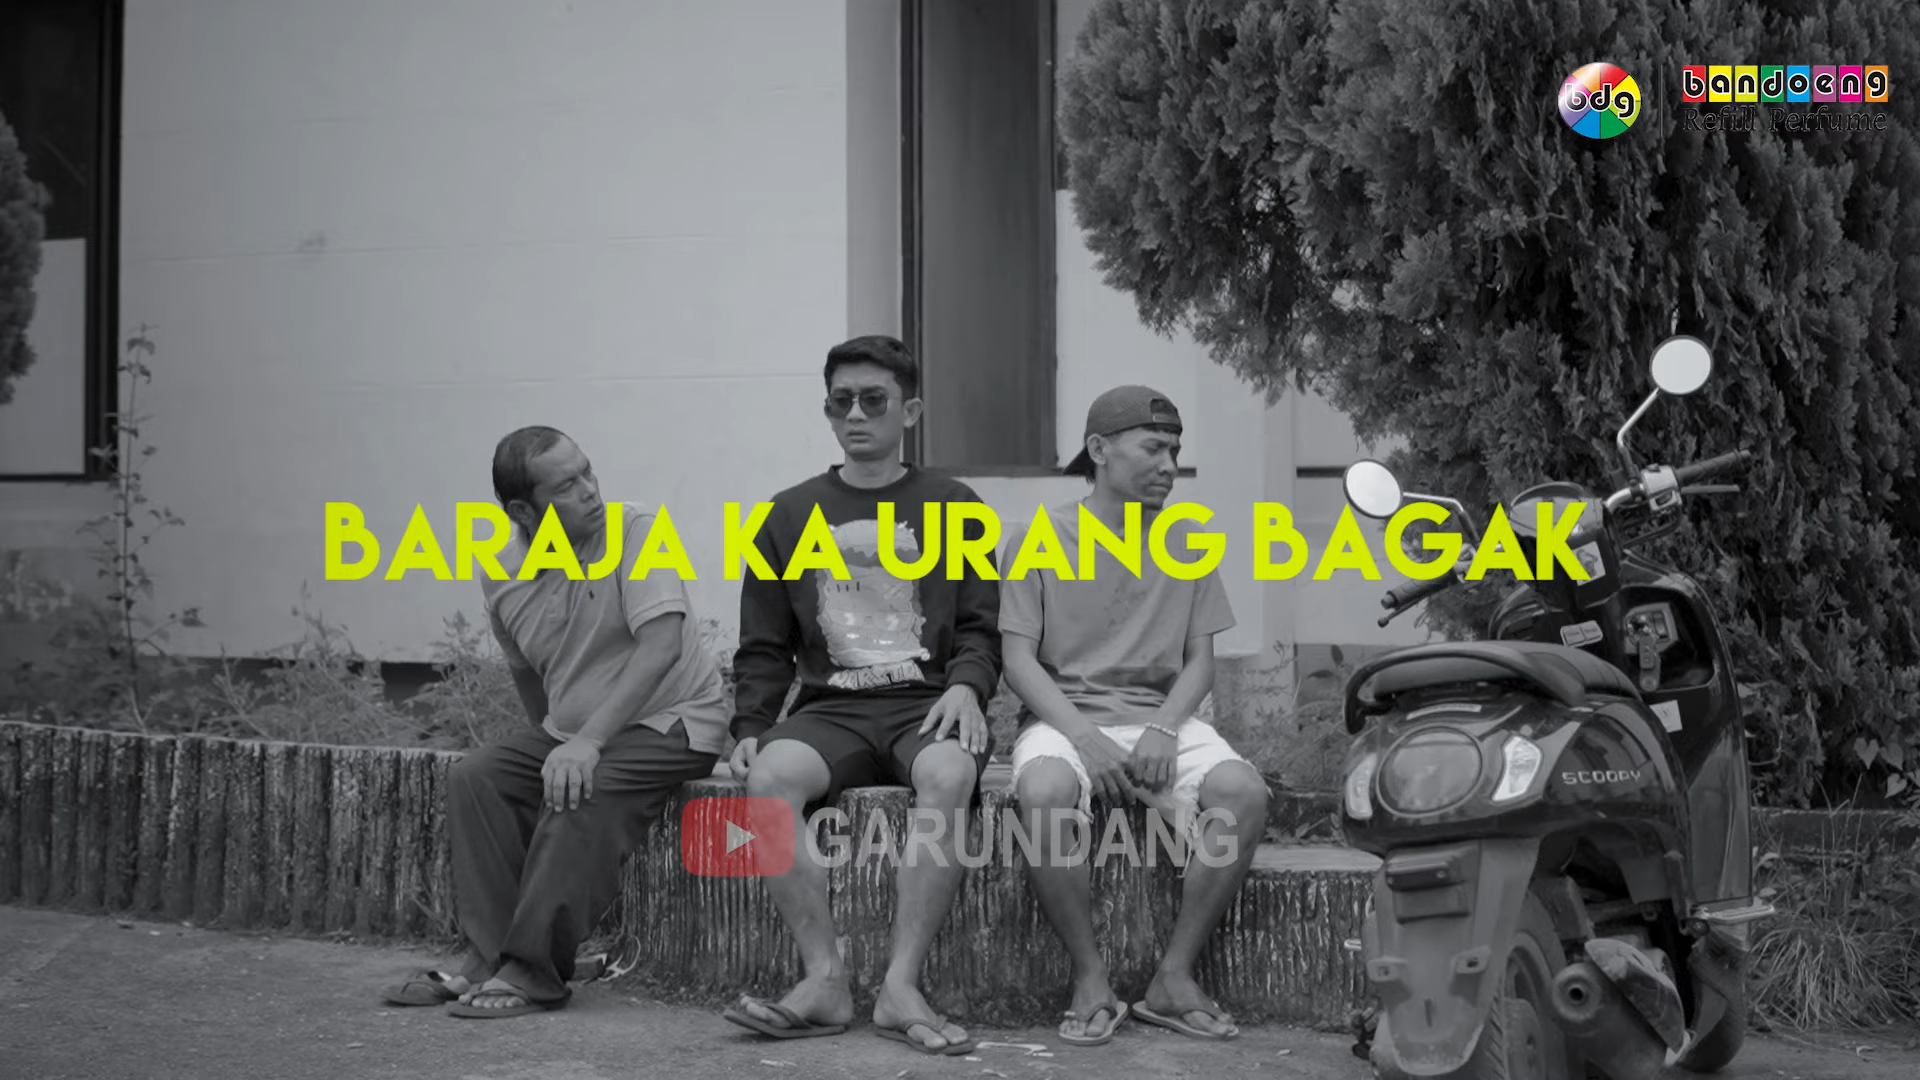 bdg
bandoeng
Refill Perfume
BARAJA KA URANG BAGAK
SCOOPY
GARUNDANG